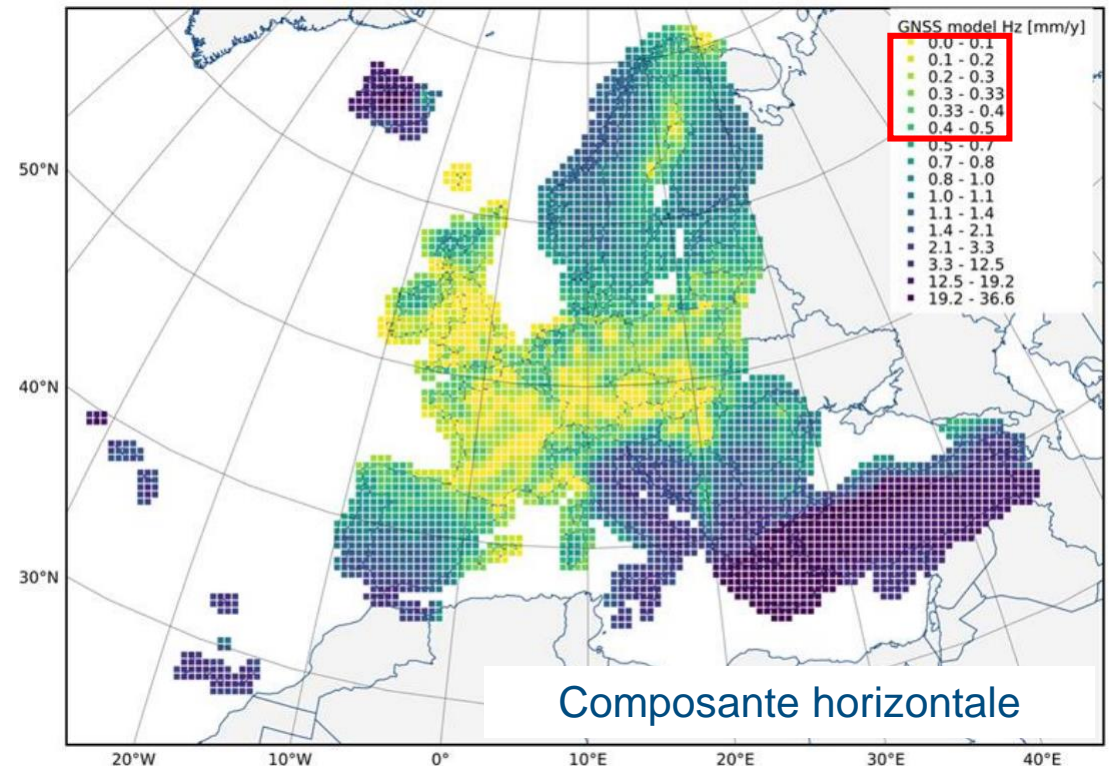 GNSS model Hz [mm/y]
0.0 - 0.1
0.1 - 0.2
0.2 - 0.3
0.3 - 0.33
0.33 - 0.4
0.4 - 0.5
0.5 - 0.7
0.7 - 0.8
0.8 - 1.0
1.0 - 1.1
1.1 - 1.4
1.4 - 2.1
2.1 - 3.3
3.3 - 12.5
12.5 - 19.2
19.2 - 36.6
50°N
40°N
30°N
Composante horizontale
20°W 10°W 0° 10°E 20°E 30°E 40°E